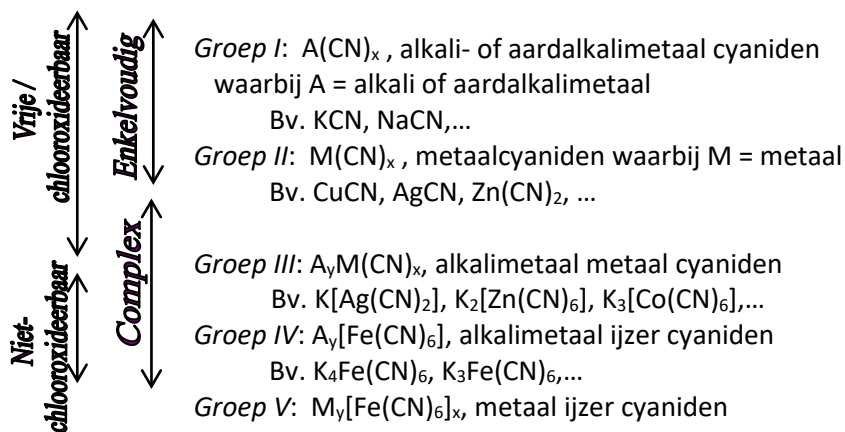 Vrije /
chlooroxideerbaar
Niet-
chlooroxideerbaar
Enkelvoudig
Complex
Groep I: A(CN)ₓ , alkali- of aardalkalimetaal cyaniden
waarbij A = alkali of aardalkalimetaal
Bv. KCN, NaCN,…
Groep II: M(CN)ₓ , metaalcyaniden waarbij M = metaal
Bv. CuCN, AgCN, Zn(CN)₂, …
Groep III: AᵧM(CN)ₓ, alkalimetaal metaal cyaniden
Bv. K[Ag(CN)₂], K₂[Zn(CN)₆], K₃[Co(CN)₆],…
Groep IV: Aᵧ[Fe(CN)₆], alkalimetaal ijzer cyaniden
Bv. K₄Fe(CN)₆, K₃Fe(CN)₆,…
Groep V: Mᵧ[Fe(CN)₆]ₓ, metaal ijzer cyaniden